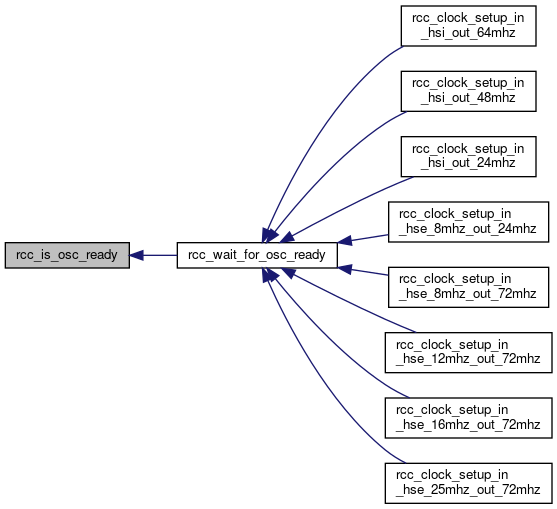 rcc_clock_setup_in
_hsi_out_64mhz
rcc_clock_setup_in
_hsi_out_48mhz
rcc_clock_setup_in
_hsi_out_24mhz
rcc_clock_setup_in
_hse_8mhz_out_24mhz
rcc_is_osc_ready
rcc_wait_for_osc_ready
rcc_clock_setup_in
_hse_8mhz_out_72mhz
rcc_clock_setup_in
_hse_12mhz_out_72mhz
rcc_clock_setup_in
_hse_16mhz_out_72mhz
rcc_clock_setup_in
_hse_25mhz_out_72mhz